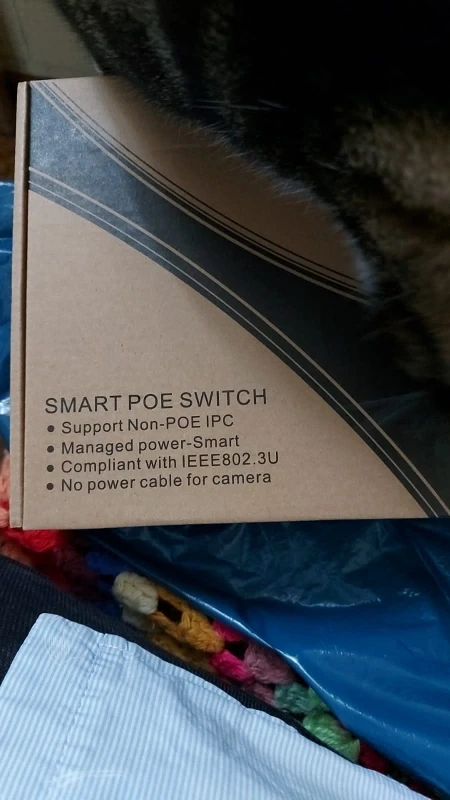 SMART POE SWITCH
● Support Non-POE IPC
● Managed power-Smart
● Compliant with IEEE802.3U
● No power cable for camera